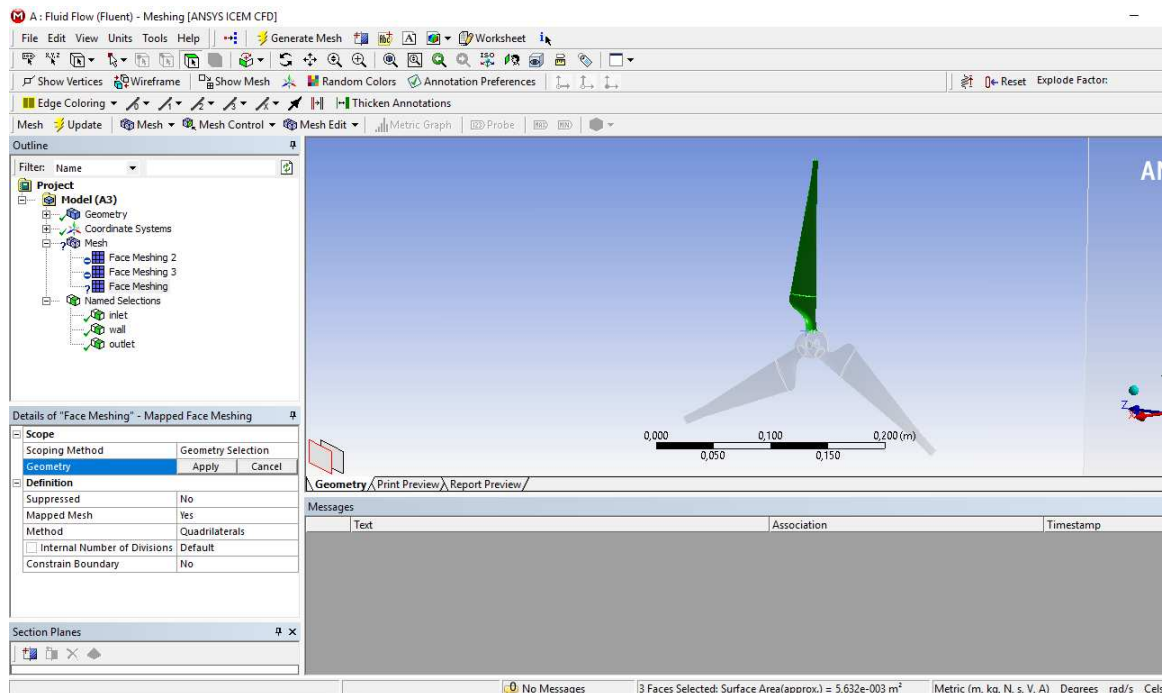 A : Fluid Flow (Fluent) - Meshing [ANSYS ICEM CFD]
File Edit View Units Tools Help Generate Mesh A Worksheet
ISO
Show Vertices Wireframe Show Mesh Random Colors Annotation Preferences Reset Explode Factor:
Edge Coloring Thicken Annotations
Mesh Update Mesh Mesh Control Mesh Edit Metric Graph Probe MAX MIN
Outline
Filter: Name
Project
Model (A3)
Geometry
Coordinate Systems
Mesh
Face Meshing 2
Face Meshing 3
Face Meshing
Named Selections
inlet
wall
outlet
AN
Z
X
0,000 0,100 0,200 (m)
0,050 0,150
Geometry Print Preview Report Preview
Details of "Face Meshing" - Mapped Face Meshing
Scope
Scoping Method Geometry Selection
Geometry Apply Cancel
Definition
Suppressed No
Mapped Mesh Yes
Method Quadrilaterals
Internal Number of Divisions Default
Constrain Boundary No
Messages
Text Association Timestamp
Section Planes
0 No Messages 3 Faces Selected: Surface Area(approx.) = 5,632e-003 m² Metric (m, kg, N, s, V, A) Degrees rad/s Cels